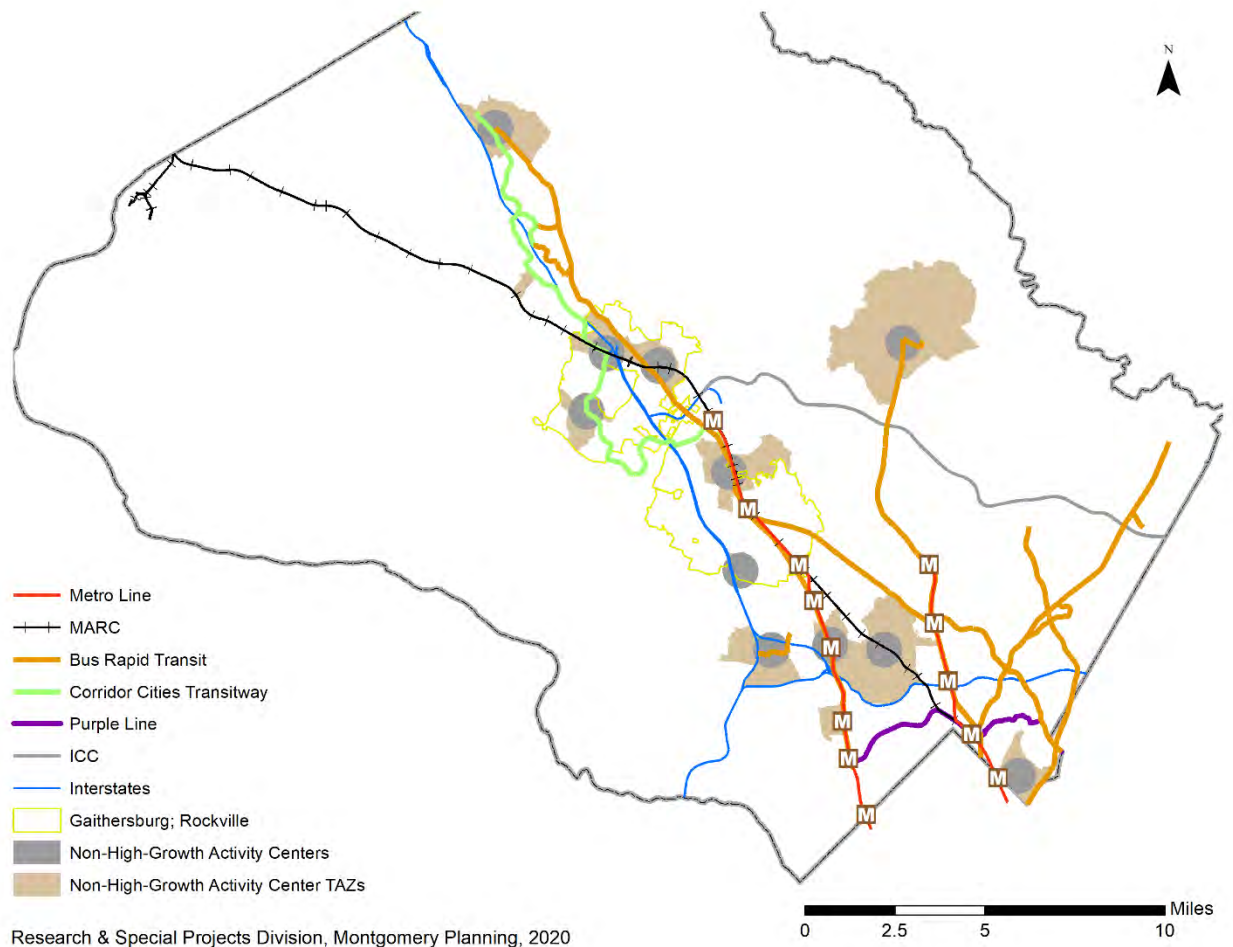 N
M
M
M
M
M
M
M
M
M
M
M
M
M
Metro Line
MARC
Bus Rapid Transit
Corridor Cities Transitway
Purple Line
ICC
Interstates
Gaithersburg; Rockville
Non-High-Growth Activity Centers
Non-High-Growth Activity Center TAZs
Miles
0 2.5 5 10
Research & Special Projects Division, Montgomery Planning, 2020